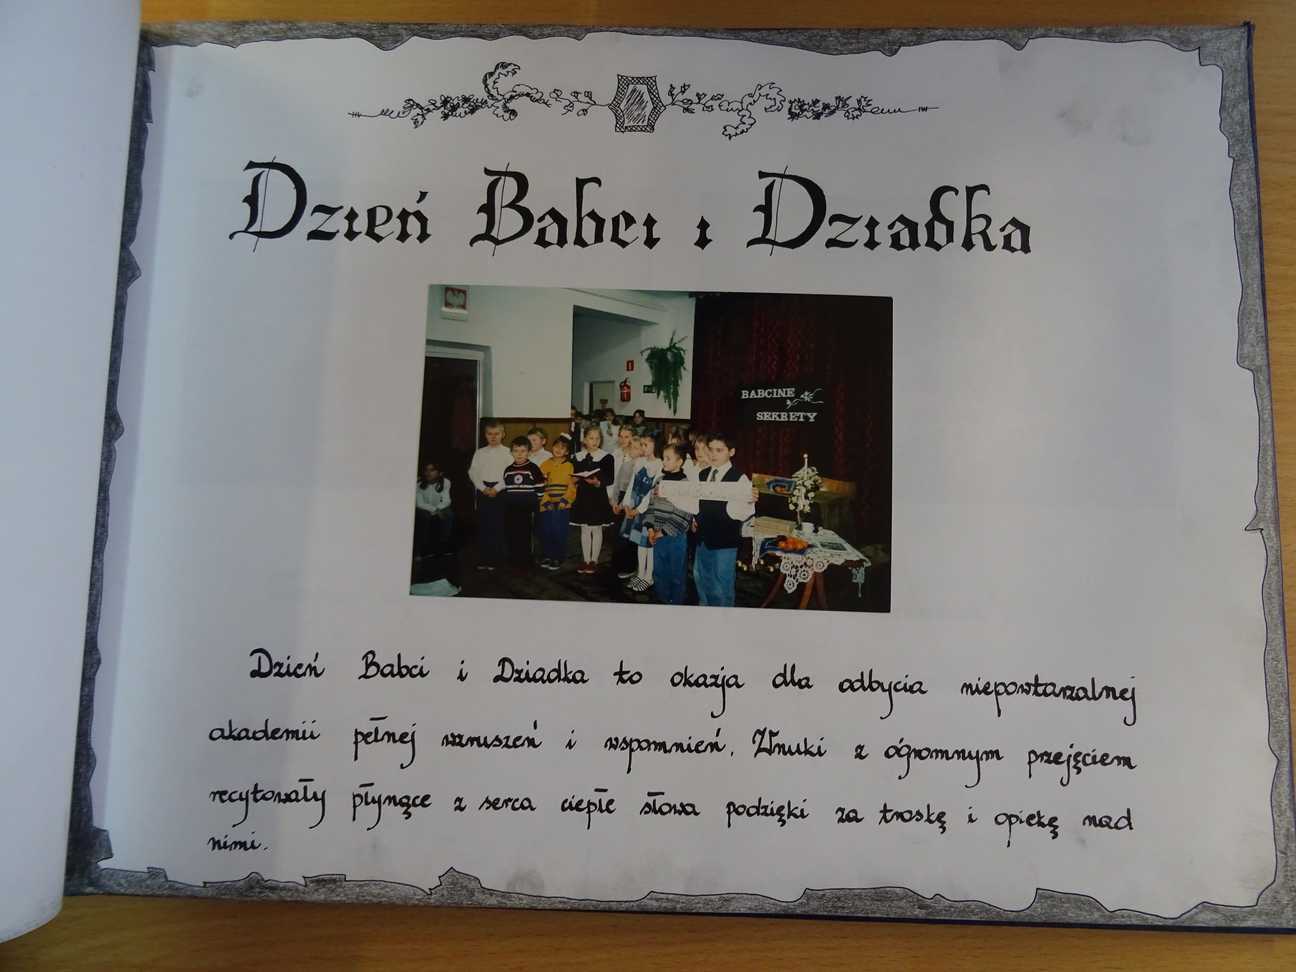 Dzień Babci i Dziadka
BABCINE
SEKRETY
Dzień Babci i Dziadka to okazja dla odbycia niepowtarzalnej
akademii pełnej wzruszeń i wspomnień. Wnuki z ogromnym przejęciem
recytowały płynące z serca ciepłe słowa podzięki za troskę i opiekę nad
nimi.